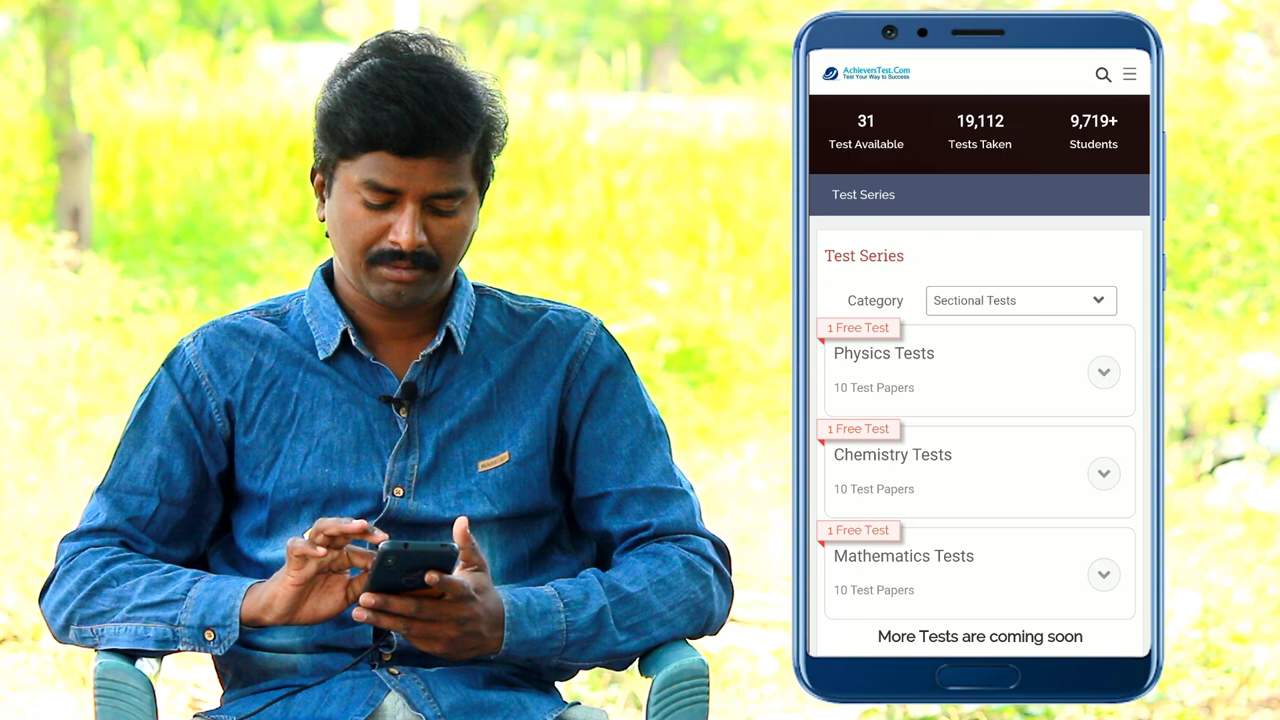 AchieversTest.Com
Test Your Way to Success
31
19,112
9,719+
Test Available
Tests Taken
Students
Test Series
Test Series
Category
Sectional Tests
1 Free Test
Physics Tests
10 Test Papers
1 Free Test
Chemistry Tests
10 Test Papers
1 Free Test
Mathematics Tests
10 Test Papers
More Tests are coming soon